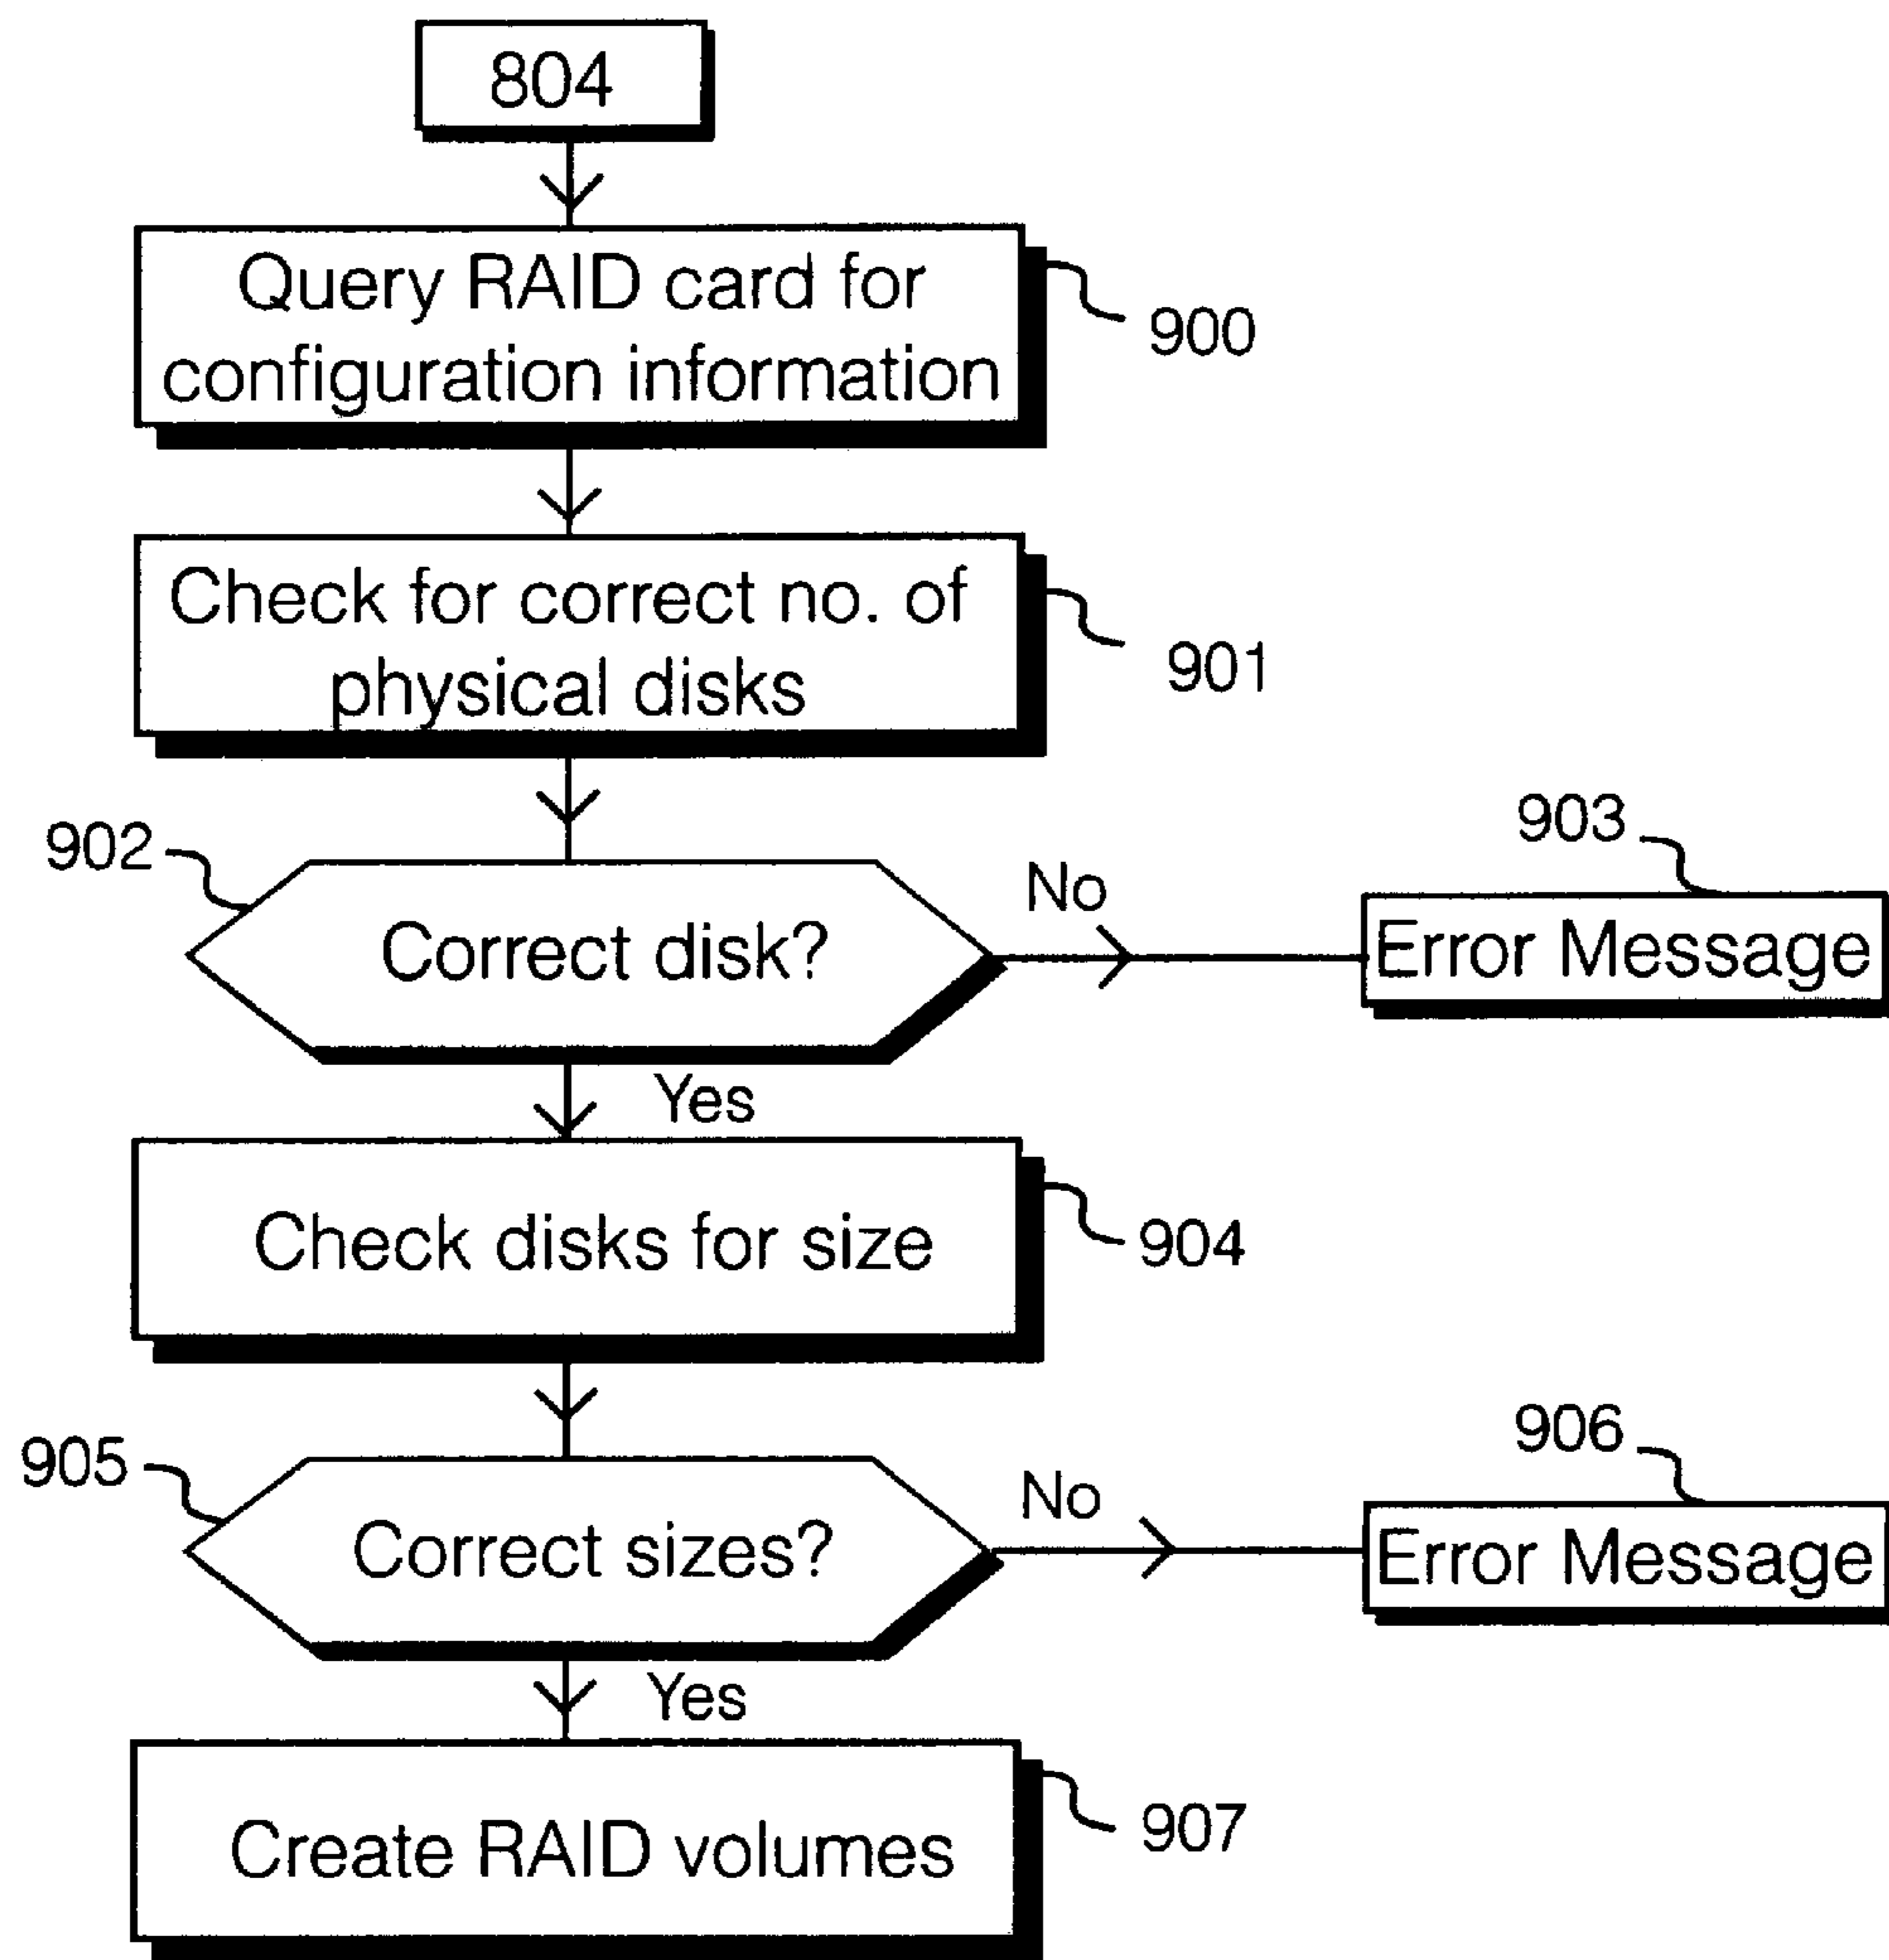 804
Query RAID card for
configuration information
900
Check for correct no. of
physical disks
901
902
Correct disk?
No
903
Error Message
Yes
Check disks for size
904
905
Correct sizes?
No
906
Error Message
Yes
Create RAID volumes
907